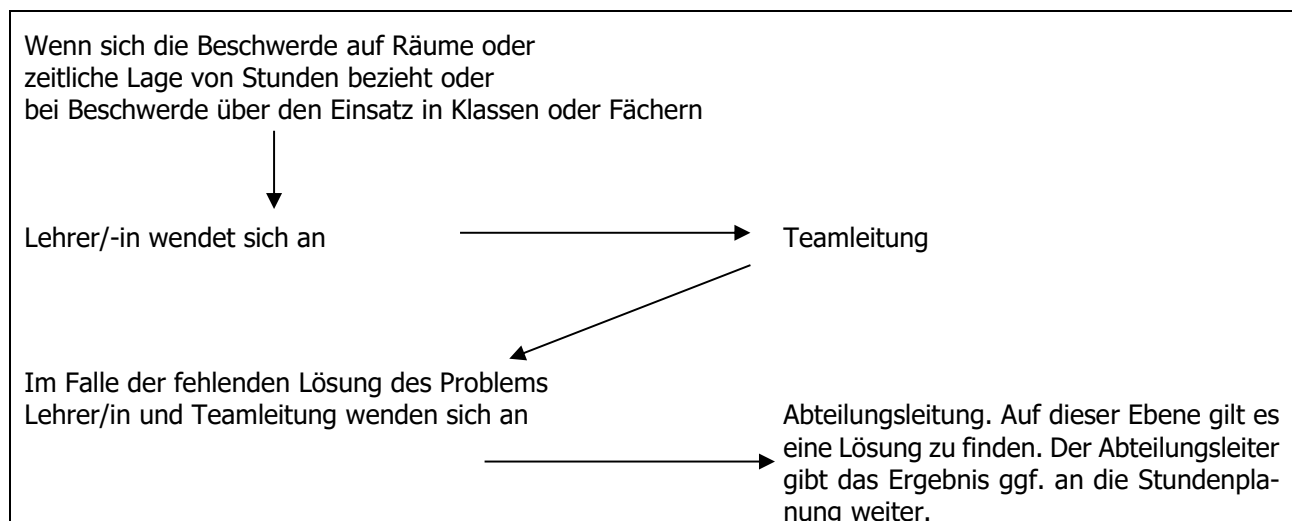 Wenn sich die Beschwerde auf Räume oder
zeitliche Lage von Stunden bezieht oder
bei Beschwerde über den Einsatz in Klassen oder Fächern
Lehrer/-in wendet sich an
Teamleitung
Im Falle der fehlenden Lösung des Problems
Lehrer/in und Teamleitung wenden sich an
Abteilungsleitung. Auf dieser Ebene gilt es
eine Lösung zu finden. Der Abteilungsleiter
gibt das Ergebnis ggf. an die Stundenpla-
nung weiter.